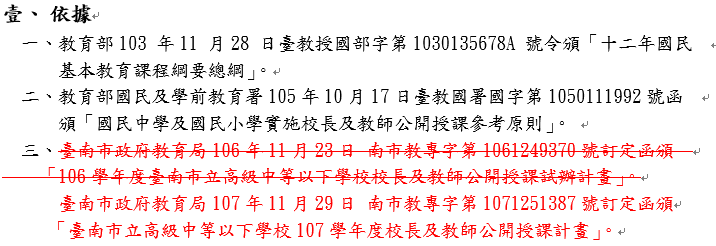 壹、依據
一、教育部 103 年 11 月 28 日臺教授國部字第 1030135678A 號令頒「十二年國民
基本教育課程綱要總綱」。
二、教育部國民及學前教育署 105 年 10 月 17 日臺教國署國字第 1050111992 號函
頒「國民中學及國民小學實施校長及教師公開授課參考原則」。
三、臺南市政府教育局 106 年 11 月 23 日 南市教專字第 1061249370 號訂定函頒
「106 學年度臺南市立高級中等以下學校校長及教師公開授課試辦計畫」。
臺南市政府教育局 107 年 11 月 29 日 南市教專字第 1071251387 號訂定函頒
「臺南市立高級中等以下學校 107 學年度校長及教師公開授課計畫」。